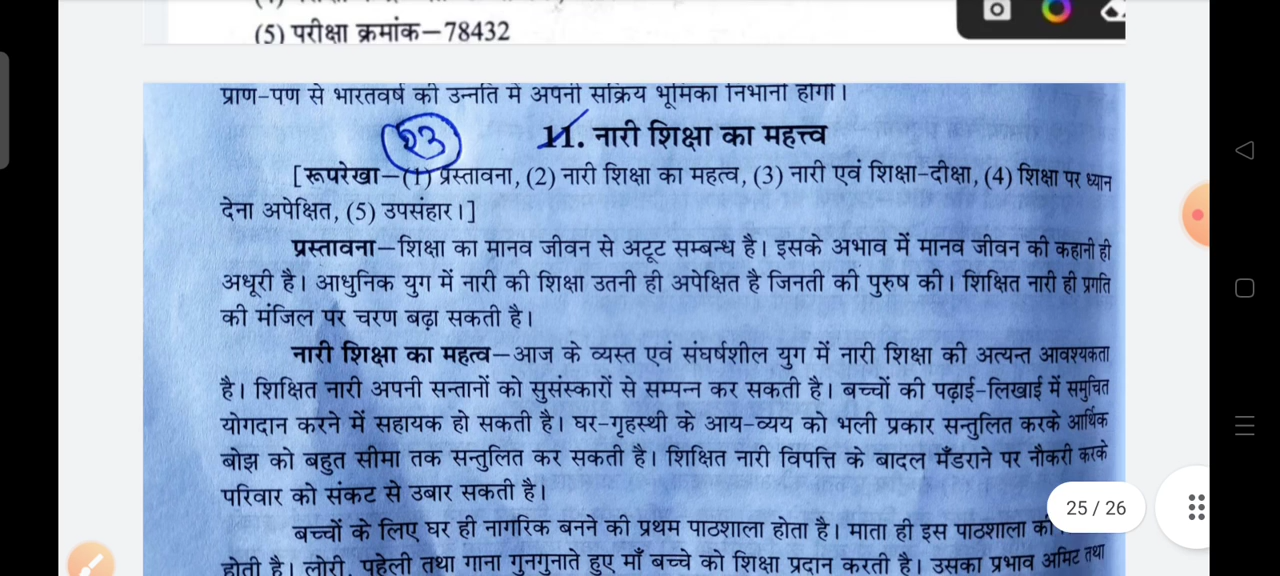 (5) परीक्षा क्रमांक–78432
प्राण-पण से भारतवर्ष की उन्नति में अपनी सक्रिय भूमिका निभानी होगी।
23
11. नारी शिक्षा का महत्त्व
[रूपरेखा–(1) प्रस्तावना, (2) नारी शिक्षा का महत्व, (3) नारी एवं शिक्षा-दीक्षा, (4) शिक्षा पर ध्यान
देना अपेक्षित, (5) उपसंहार।]
प्रस्तावना–शिक्षा का मानव जीवन से अटूट सम्बन्ध है। इसके अभाव में मानव जीवन की कहानी ही
अधूरी है। आधुनिक युग में नारी की शिक्षा उतनी ही अपेक्षित है जिनती की पुरुष की। शिक्षित नारी ही प्रगति
की मंजिल पर चरण बढ़ा सकती है।
नारी शिक्षा का महत्व–आज के व्यस्त एवं संघर्षशील युग में नारी शिक्षा की अत्यन्त आवश्यकता
है। शिक्षित नारी अपनी सन्तानों को सुसंस्कारों से सम्पन्न कर सकती है। बच्चों की पढ़ाई-लिखाई में समुचित
योगदान करने में सहायक हो सकती है। घर-गृहस्थी के आय-व्यय को भली प्रकार सन्तुलित करके आर्थिक
बोझ को बहुत सीमा तक सन्तुलित कर सकती है। शिक्षित नारी विपत्ति के बादल मँडराने पर नौकरी करके
परिवार को संकट से उबार सकती है।
25 / 26
बच्चों के लिए घर ही नागरिक बनने की प्रथम पाठशाला होता है। माता ही इस पाठशाला की
होती है। लोरी, पहेली तथा गाना गुनगुनाते हुए माँ बच्चे को शिक्षा प्रदान करती है। उसका प्रभाव अमिट तथा